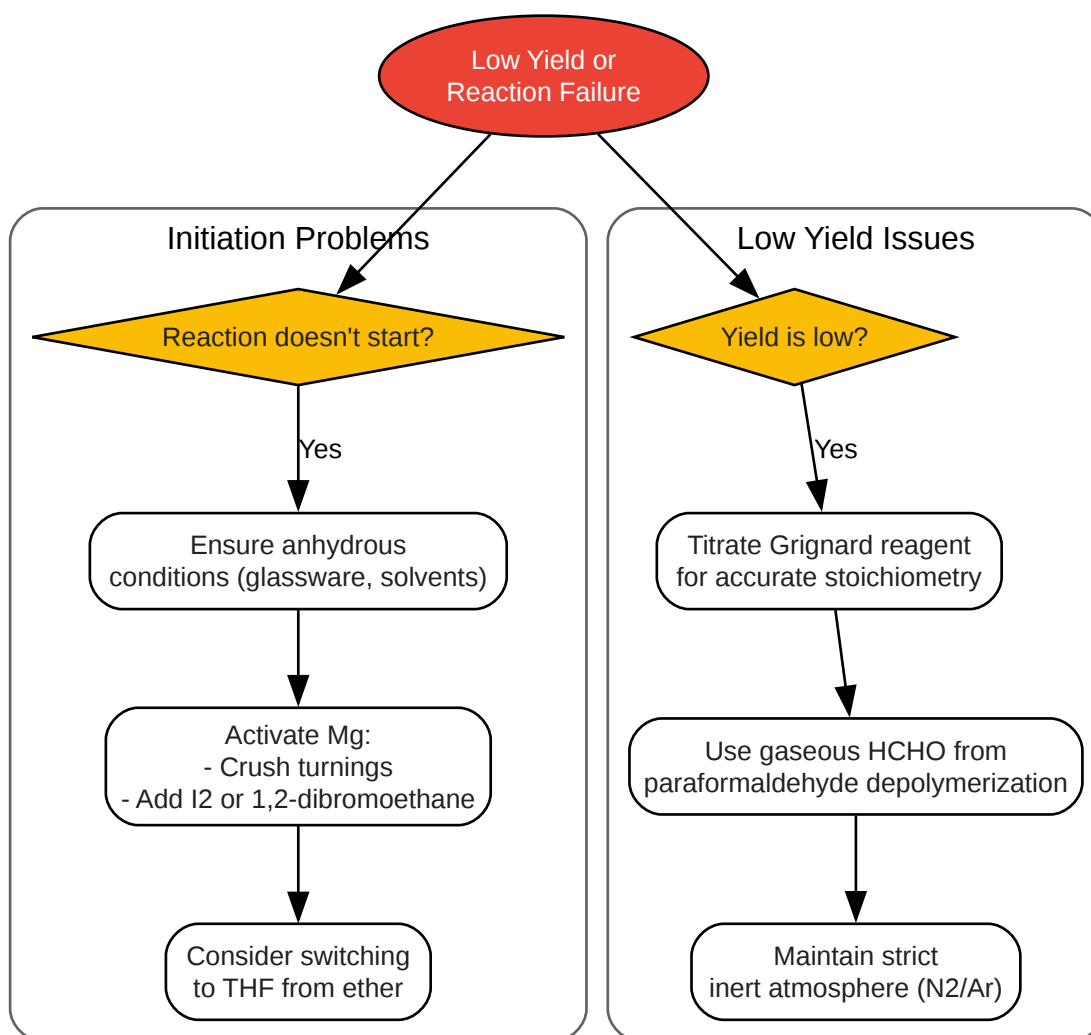 Low Yield or
Reaction Failure
Initiation Problems
Reaction doesn't start?
Yes
Ensure anhydrous
conditions (glassware, solvents)
Activate Mg:
- Crush turnings
- Add I2 or 1,2-dibromoethane
Consider switching
to THF from ether
Low Yield Issues
Yield is low?
Yes
Titrate Grignard reagent
for accurate stoichiometry
Use gaseous HCHO from
paraformaldehyde depolymerization
Maintain strict
inert atmosphere (N2/Ar)